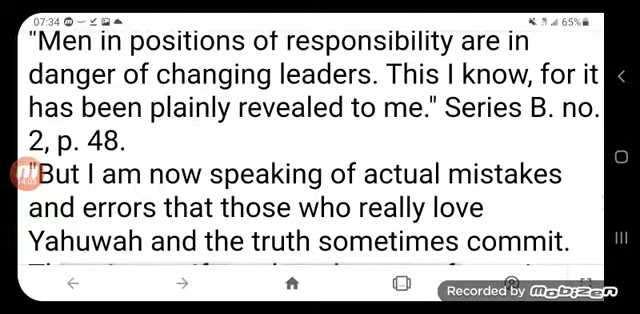 07:34
65%
"Men in positions of responsibility are in
danger of changing leaders. This I know, for it
has been plainly revealed to me." Series B. no.
2, p. 48.
"But I am now speaking of actual mistakes
and errors that those who really love
Yahuwah and the truth sometimes commit.
Recorded by Mobizen